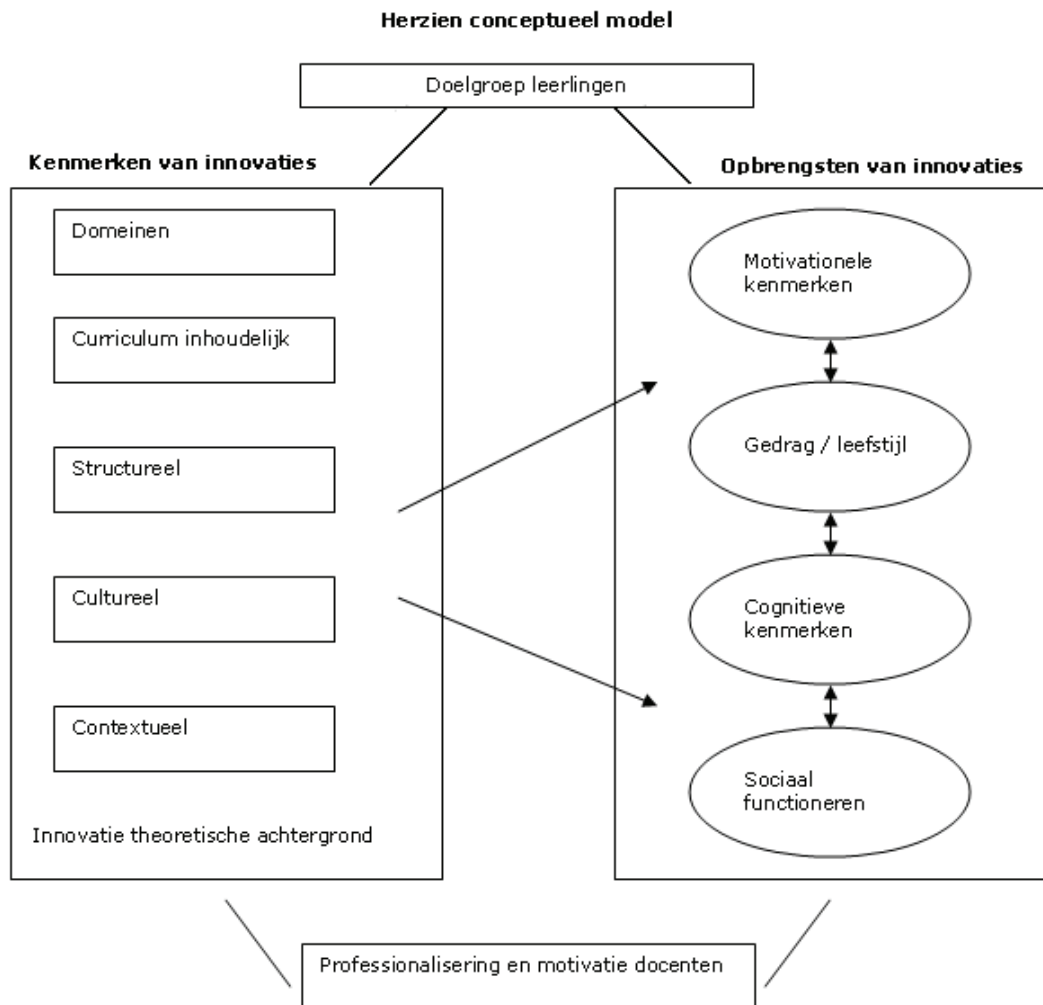 Herzien conceptueel model
Doelgroep leerlingen
Kenmerken van innovaties
Domeinen
Curriculum inhoudelijk
Structureel
Cultureel
Contextueel
Innovatie theoretische achtergrond
Opbrengsten van innovaties
Motivationele
kenmerken
Gedrag / leefstijl
Cognitieve
kenmerken
Sociaal
functioneren
Professionalisering en motivatie docenten